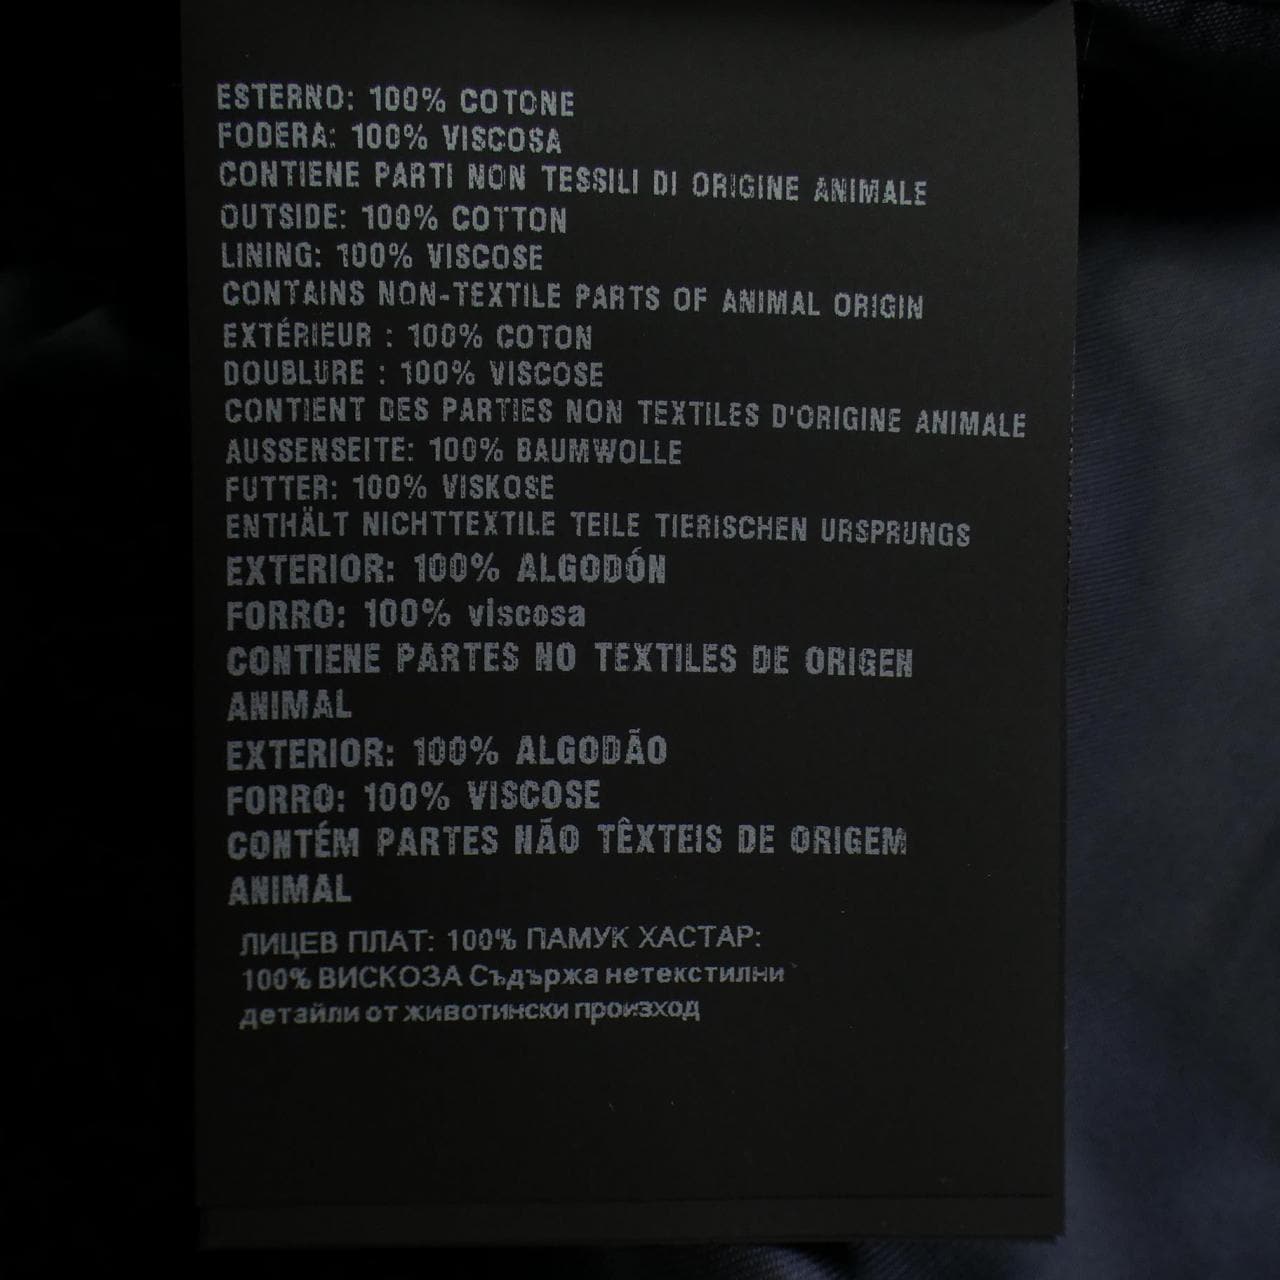 ESTERNO: 100% COTONE
FODERA: 100% VISCOSA
CONTIENE PARTI NON TESSILI DI ORIGINE ANIMALE
OUTSIDE: 100% COTTON
LINING: 100% VISCOSE
CONTAINS NON-TEXTILE PARTS OF ANIMAL ORIGIN
EXTÉRIEUR : 100% COTON
DOUBLURE : 100% VISCOSE
CONTIENT DES PARTIES NON TEXTILES D'ORIGINE ANIMALE
AUSSENSEITE: 100% BAUMWOLLE
FUTTER: 100% VISKOSE
ENTHÄLT NICHTTEXTILE TEILE TIERISCHEN URSPRUNGS
EXTERIOR: 100% ALGODÓN
FORRO: 100% viscosa
CONTIENE PARTES NO TEXTILES DE ORIGEN
ANIMAL
EXTERIOR: 100% ALGODÃO
FORRO: 100% VISCOSE
CONTÉM PARTES NÃO TÊXTEIS DE ORIGEM
ANIMAL
ЛИЦЕВ ПЛАТ: 100% ПАМУК ХАСТАР:
100% ВИСКОЗА Съдържа нетекстилни
детайли от животински произход